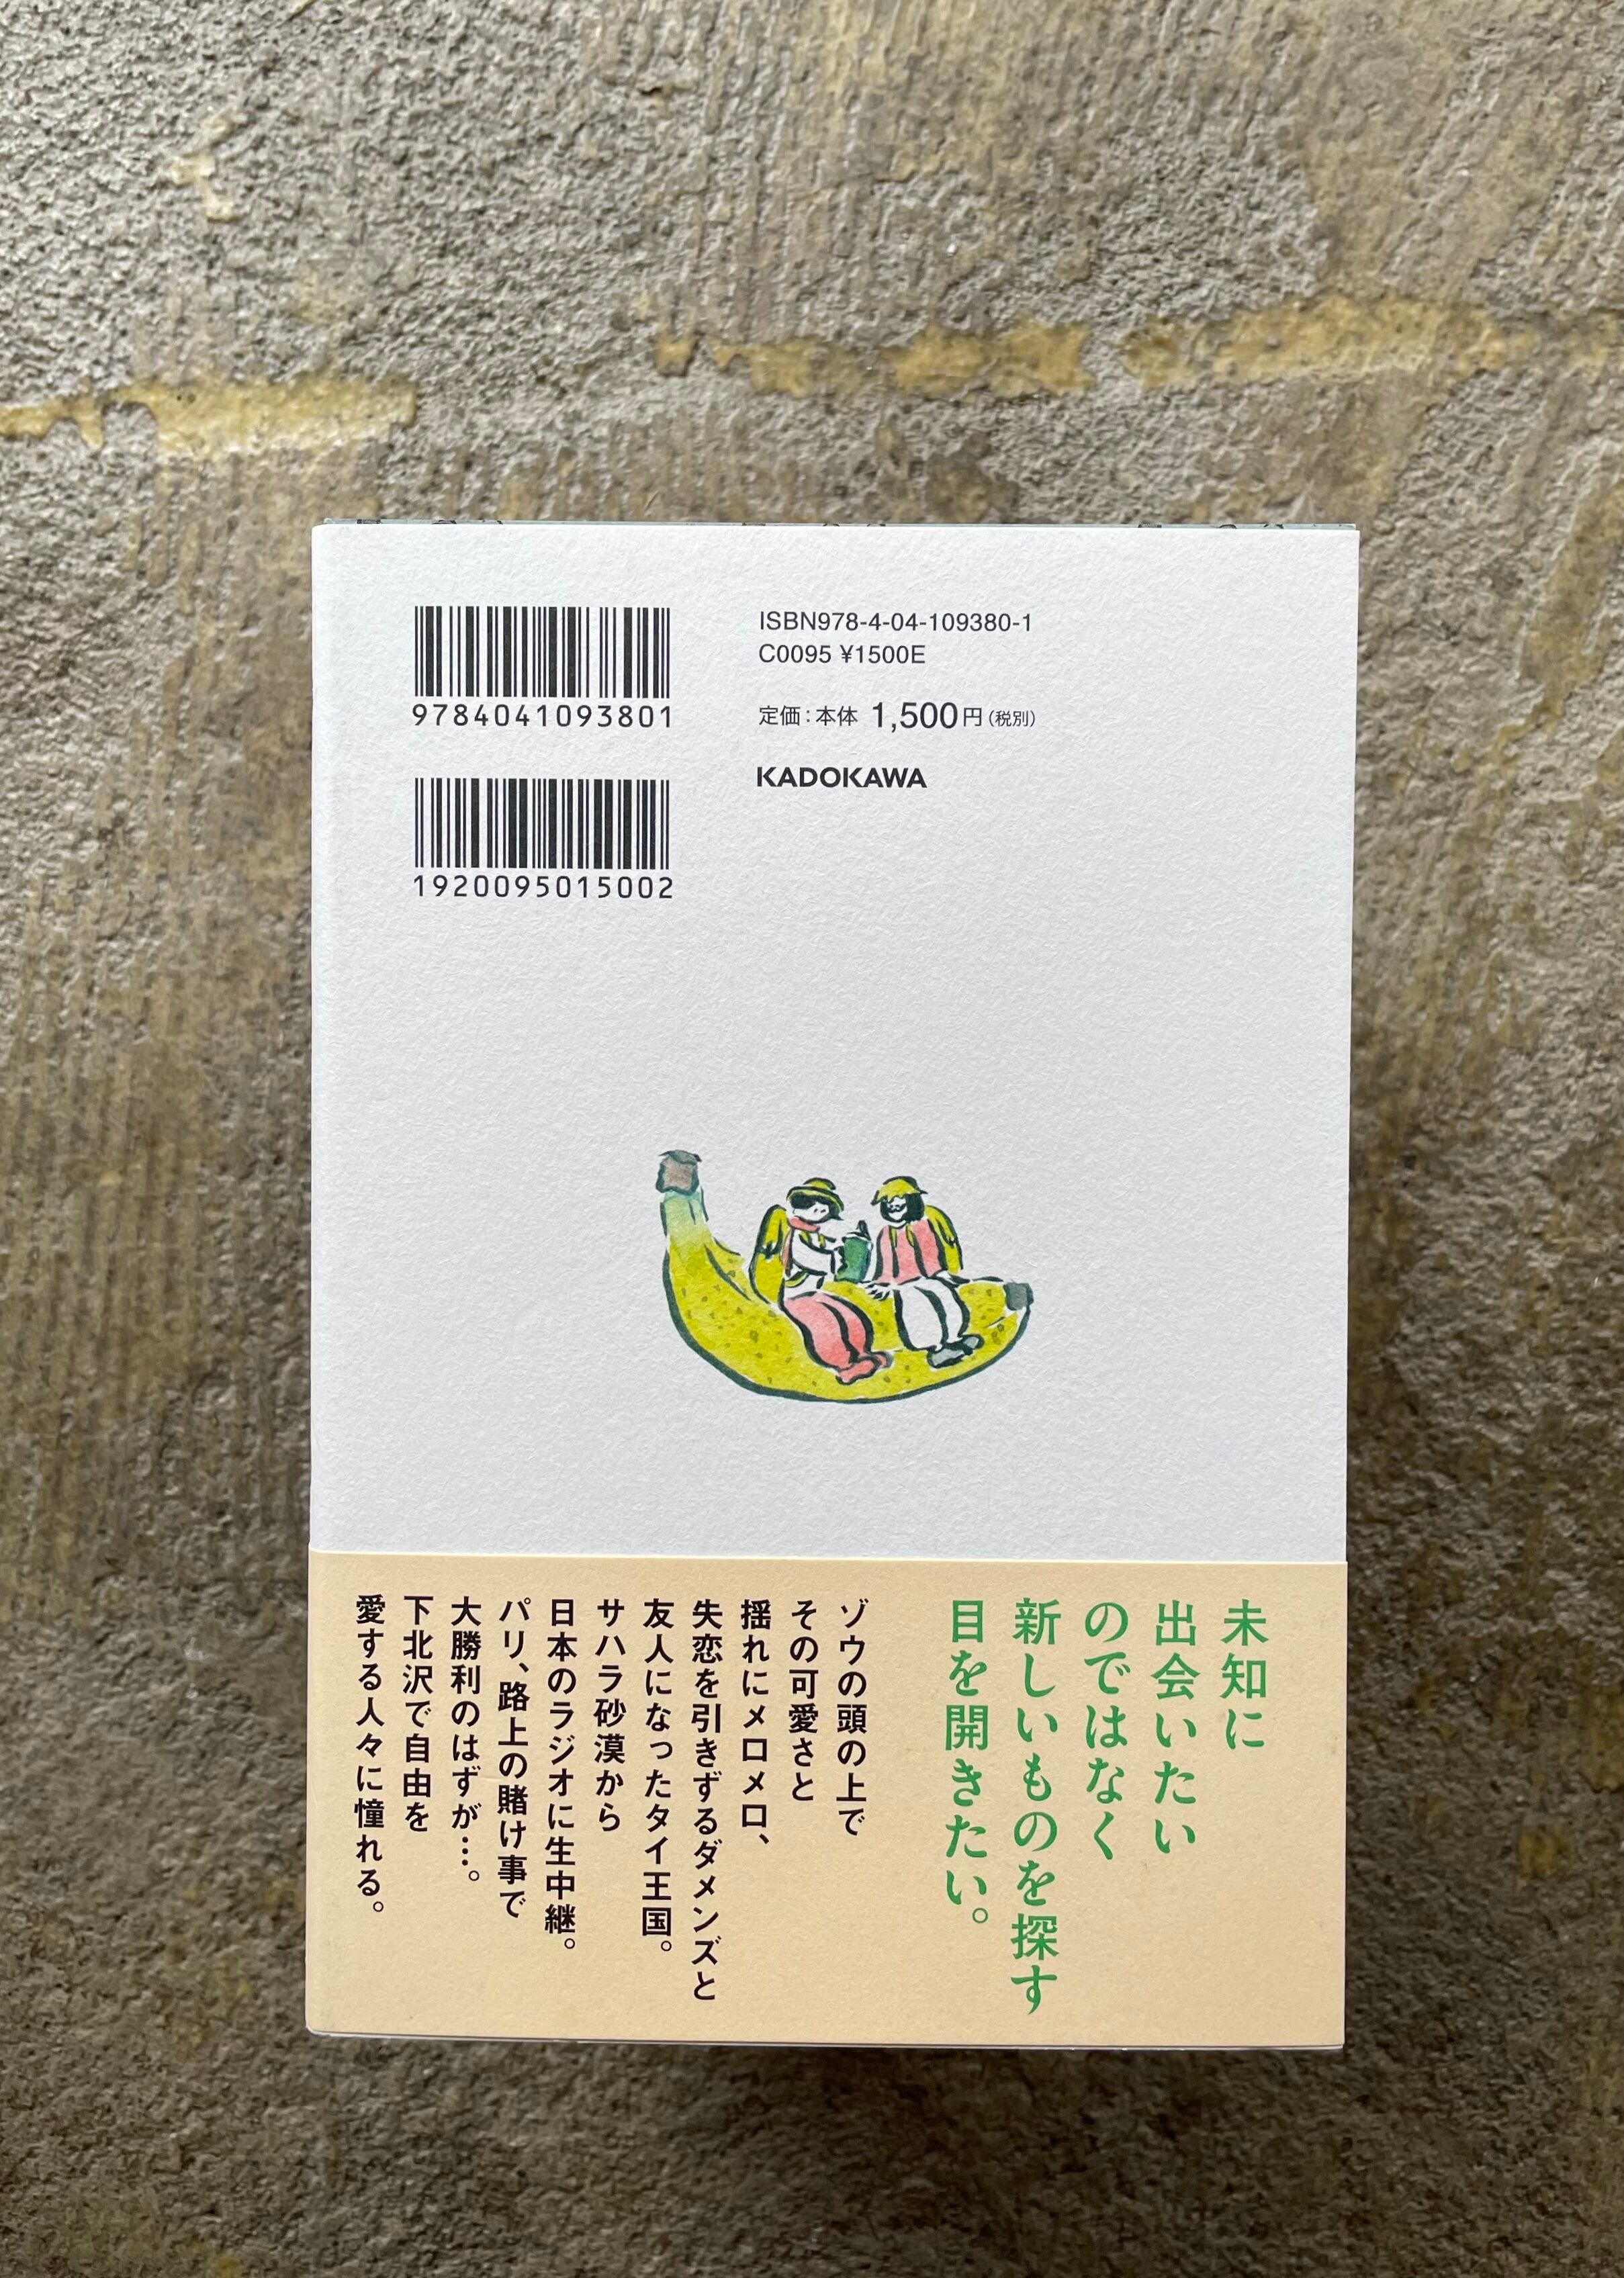 9784041093801
1920095015002
ISBN978-4-04-109380-1
C0095 ¥1500E
定価：本体 1,500円（税別）
KADOKAWA
未知に
出会いたい
のではなく
新しいものを探す
目を開きたい。
ゾウの頭の上で
その可愛さと
揺れにメロメロ、
失恋を引きずるダメンズと
友人になったタイ王国。
サハラ砂漠から
日本のラジオに生中継。
パリ、路上の賭け事で
大勝利のはずが…。
下北沢で自由を
愛する人々に憧れる。